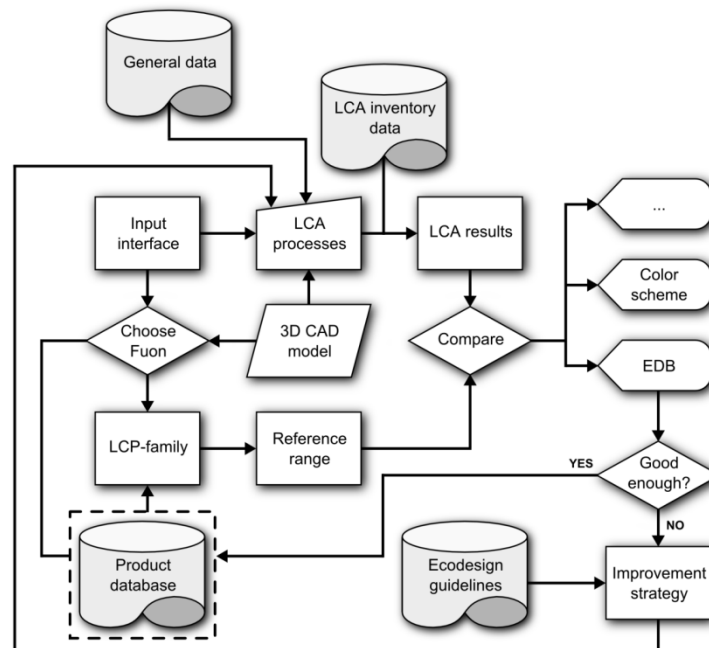 General data
LCA inventory
data
Input
interface
LCA
processes
LCA results
...
Color
scheme
Choose
Fuon
3D CAD
model
Compare
EDB
LCP-family
Reference
range
YES
Good
enough?
NO
Product
database
Ecodesign
guidelines
Improvement
strategy